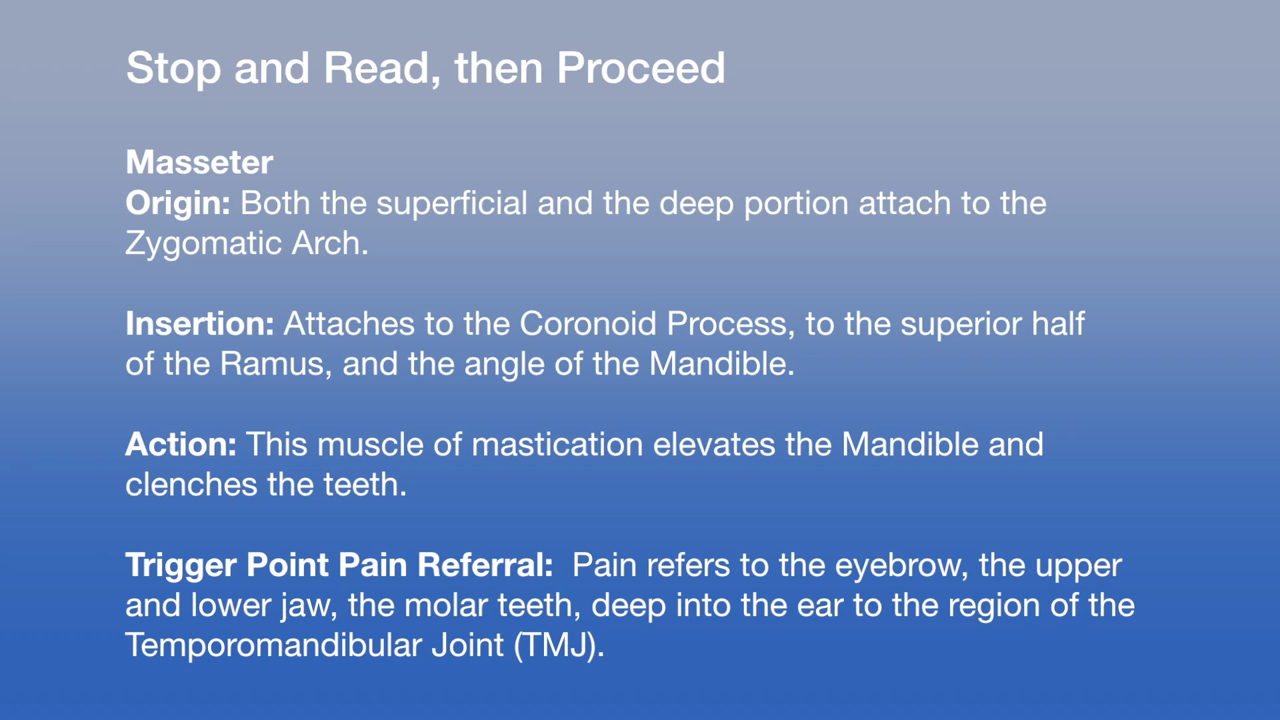 Stop and Read, then Proceed
Masseter
Origin: Both the superficial and the deep portion attach to the
Zygomatic Arch.
Insertion: Attaches to the Coronoid Process, to the superior half
of the Ramus, and the angle of the Mandible.
Action: This muscle of mastication elevates the Mandible and
clenches the teeth.
Trigger Point Pain Referral:  Pain refers to the eyebrow, the upper
and lower jaw, the molar teeth, deep into the ear to the region of the
Temporomandibular Joint (TMJ).